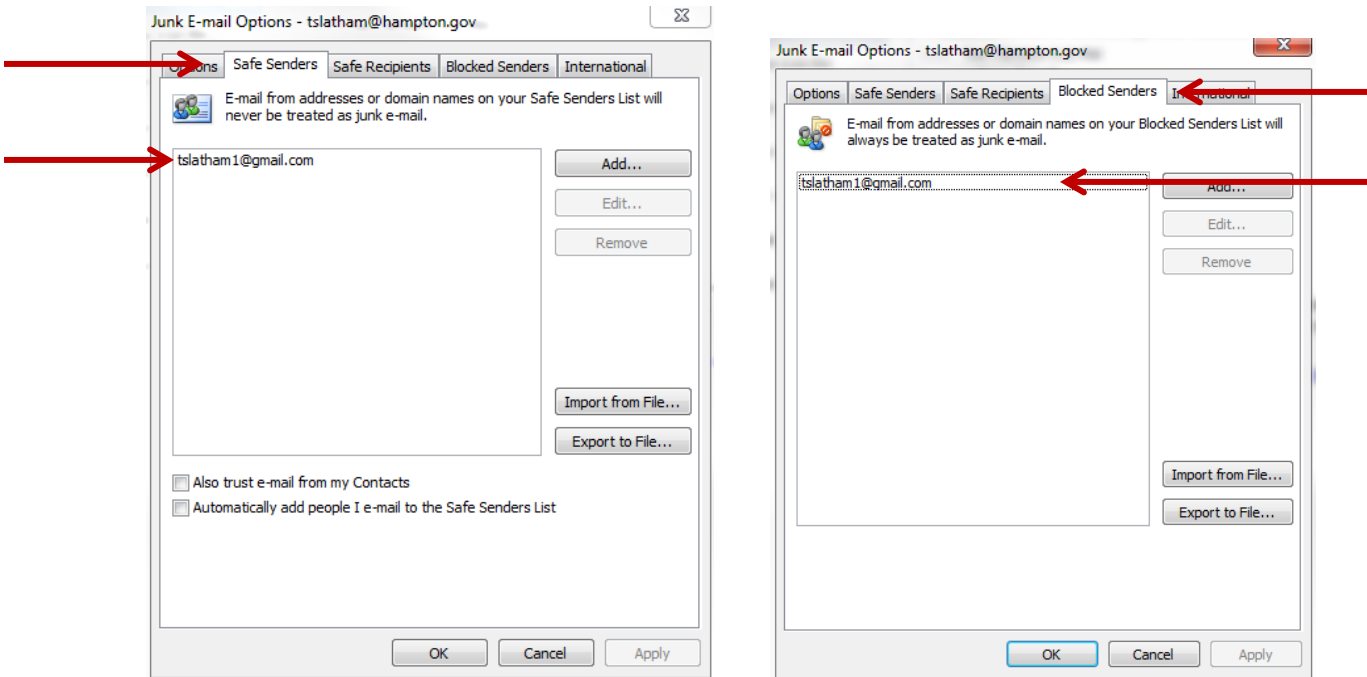 Junk E-mail Options - tslatham@hampton.gov
Options Safe Senders Safe Recipients Blocked Senders International
E-mail from addresses or domain names on your Safe Senders List will
never be treated as junk e-mail.
tslatham1@gmail.com
Add...
Edit...
Remove
Import from File...
Export to File...
Also trust e-mail from my Contacts
Automatically add people I e-mail to the Safe Senders List
OK Cancel Apply
Junk E-mail Options - tslatham@hampton.gov
Options Safe Senders Safe Recipients Blocked Senders International
E-mail from addresses or domain names on your Blocked Senders List will
always be treated as junk e-mail.
tslatham1@gmail.com
Add...
Edit...
Remove
Import from File...
Export to File...
OK Cancel Apply